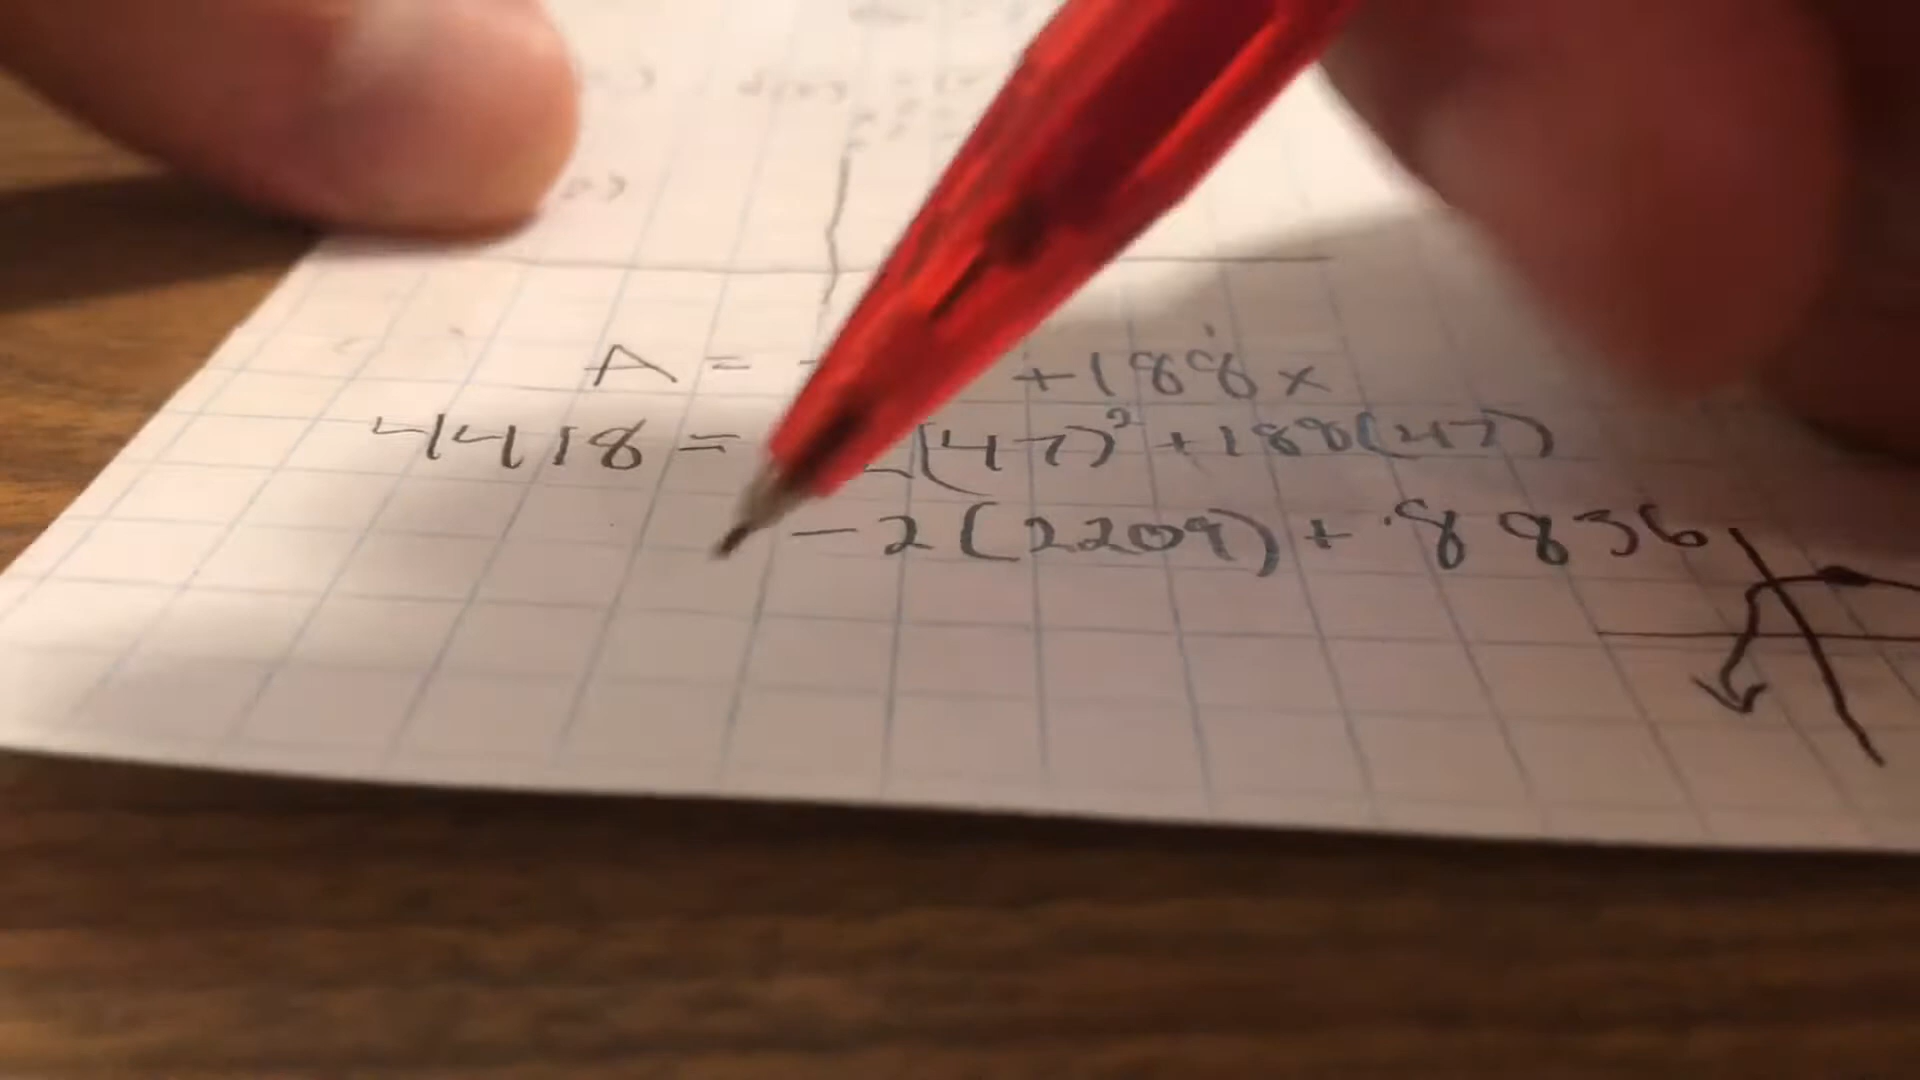 A = +188x
4418 = (47)² +188(47)
-2(2209) + 8836